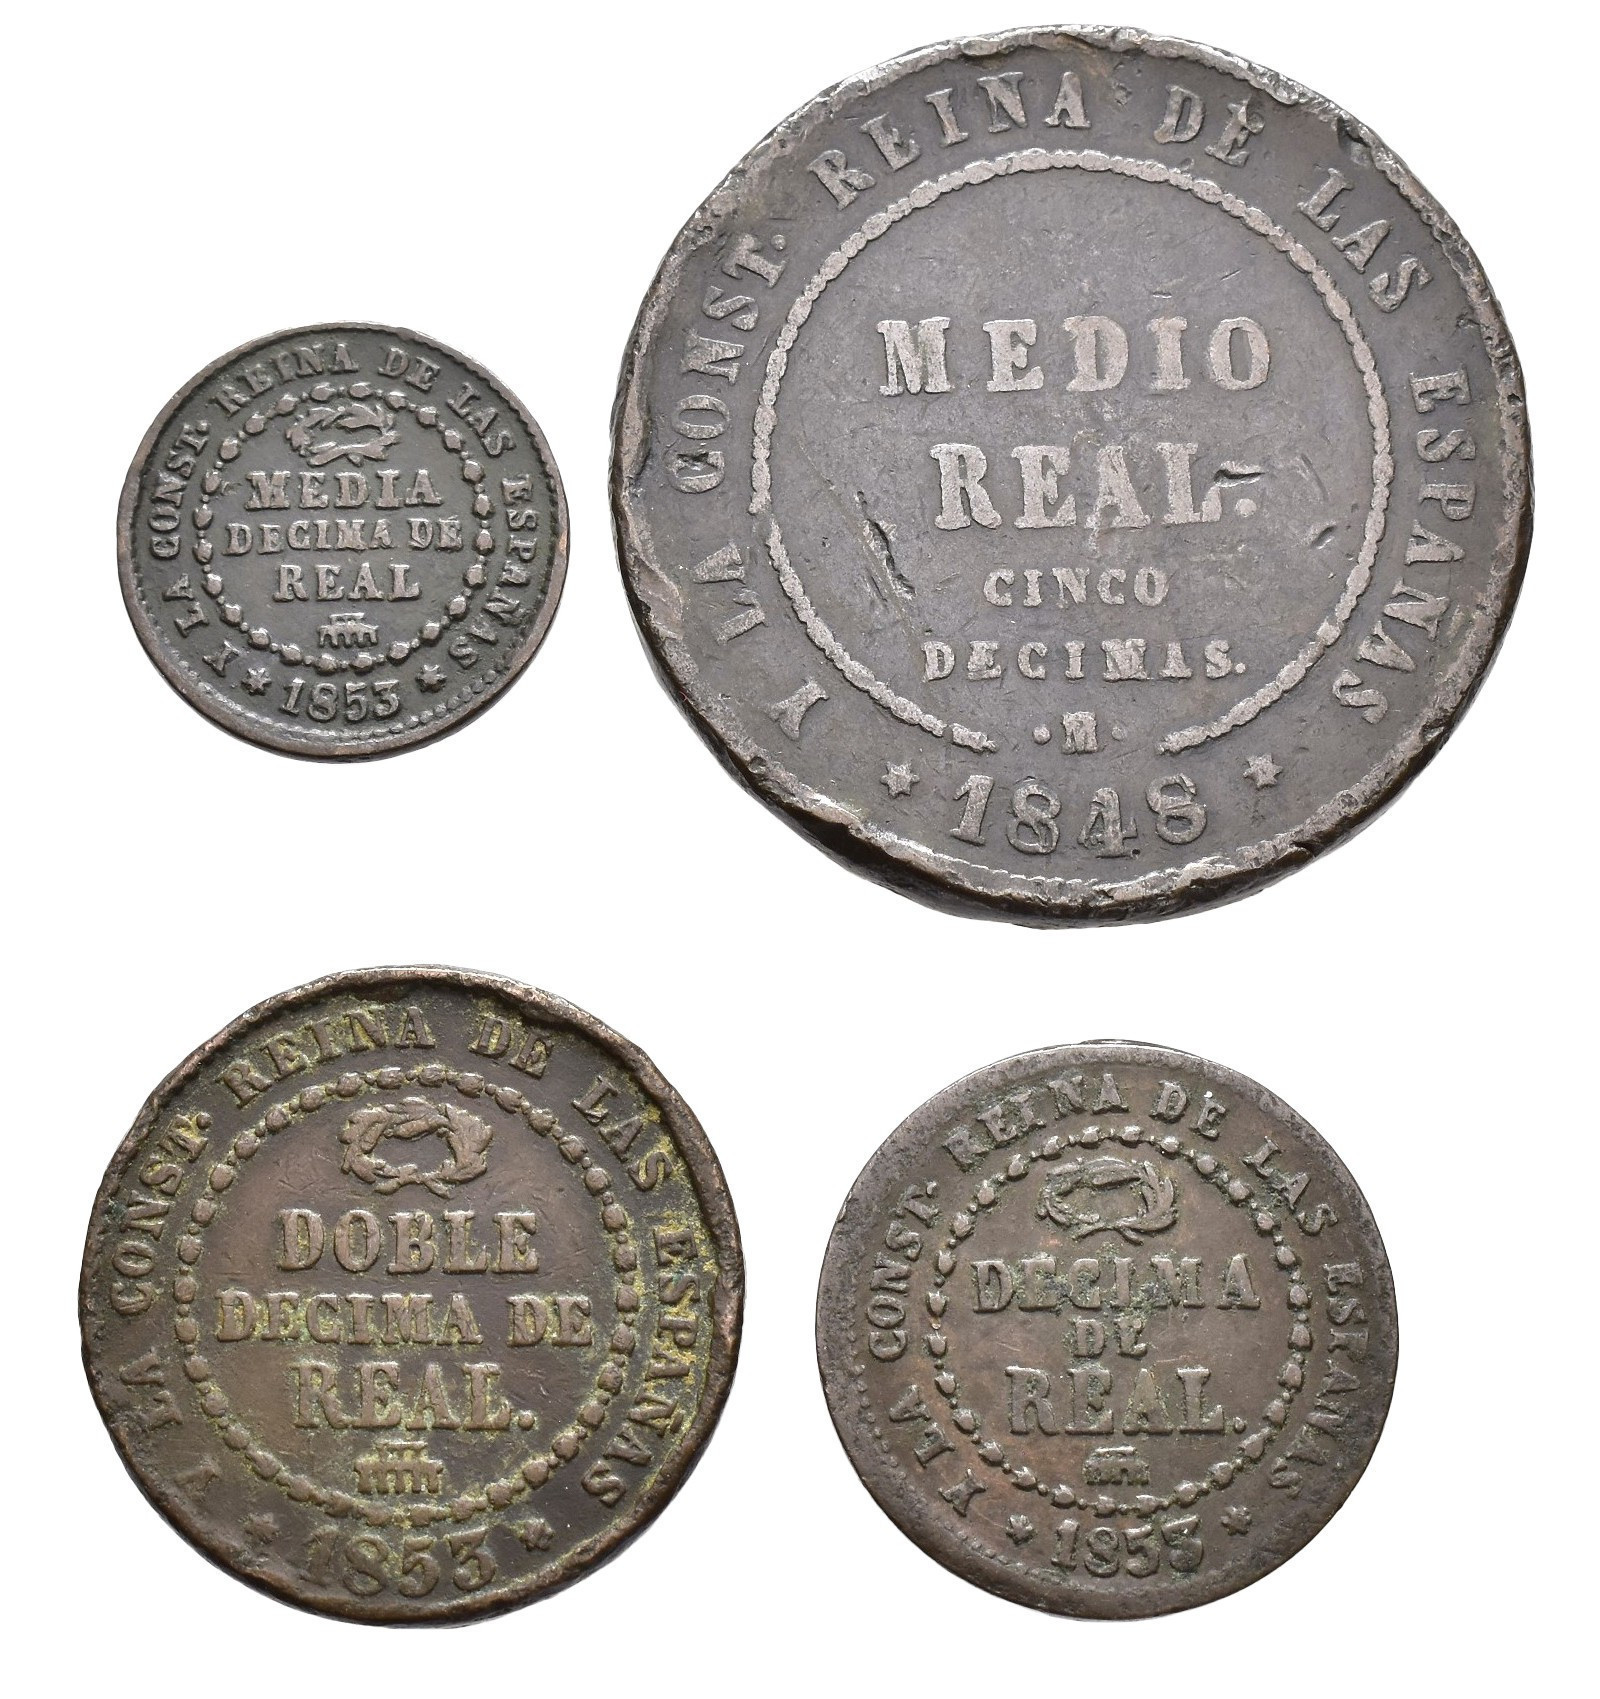 Y LA CONST. REINA DE LAS ESPAÑAS
MEDIA
DECIMA DE
REAL
* 1853 *
Y LA CONST. REINA DE LAS ESPAÑAS
MEDIO
REAL.
CINCO
DECIMAS.
·M·
* 1848 *
Y LA CONST. REINA DE LAS ESPAÑAS
DOBLE
DECIMA DE
REAL.
* 1853 *
Y LA CONST. REINA DE LAS ESPAÑAS
DECIMA
DE
REAL.
* 1853 *